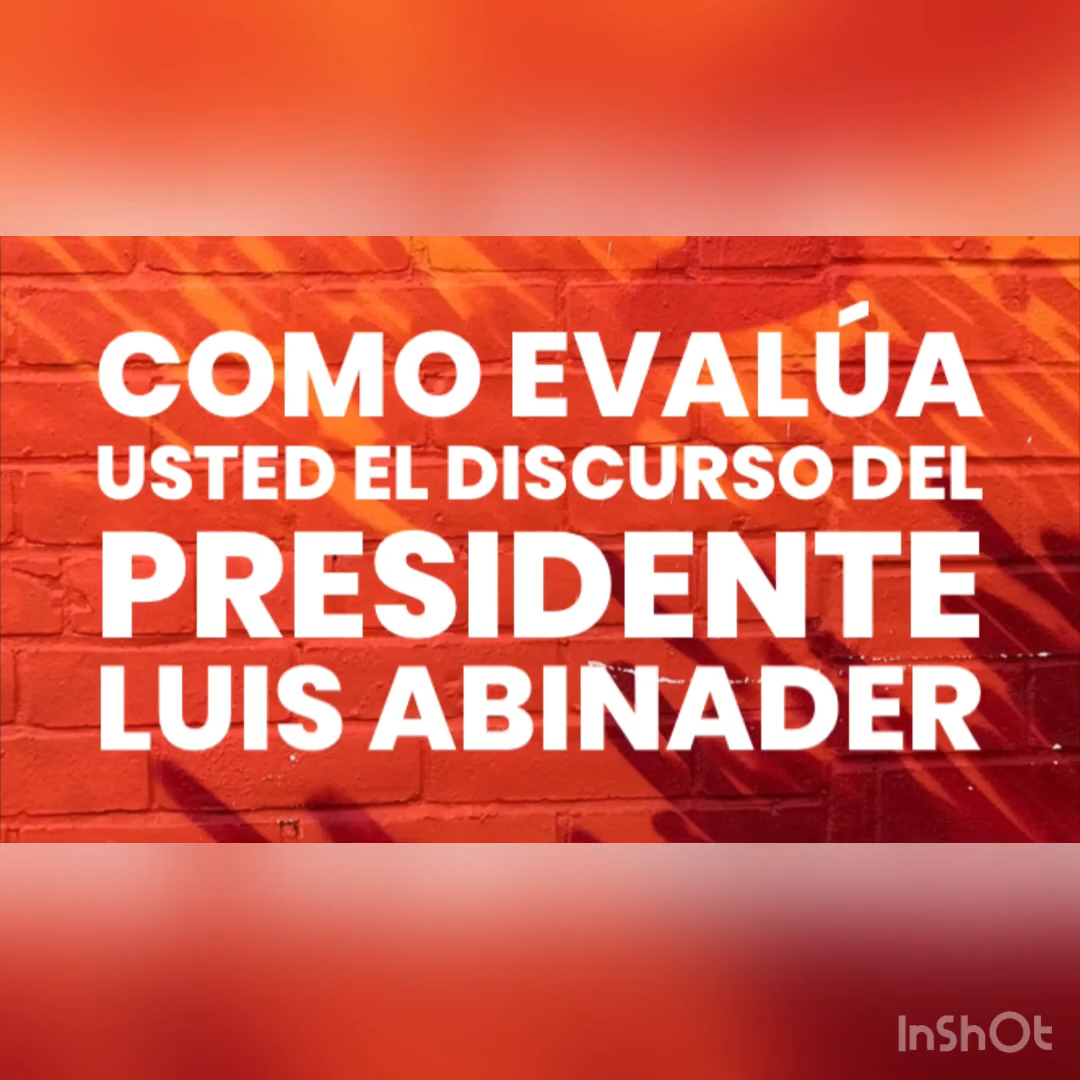 COMO EVALÚA
USTED EL DISCURSO DEL
PRESIDENTE
LUIS ABINADER
InShOt